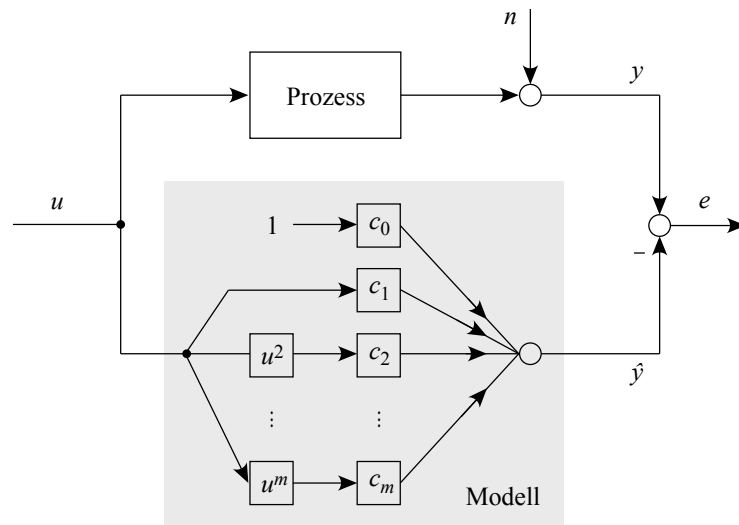 n
y
Prozess
u
e
1
c₀
c₁
−
u²
c₂
ŷ
⋮
⋮
uᵐ
cₘ
Modell